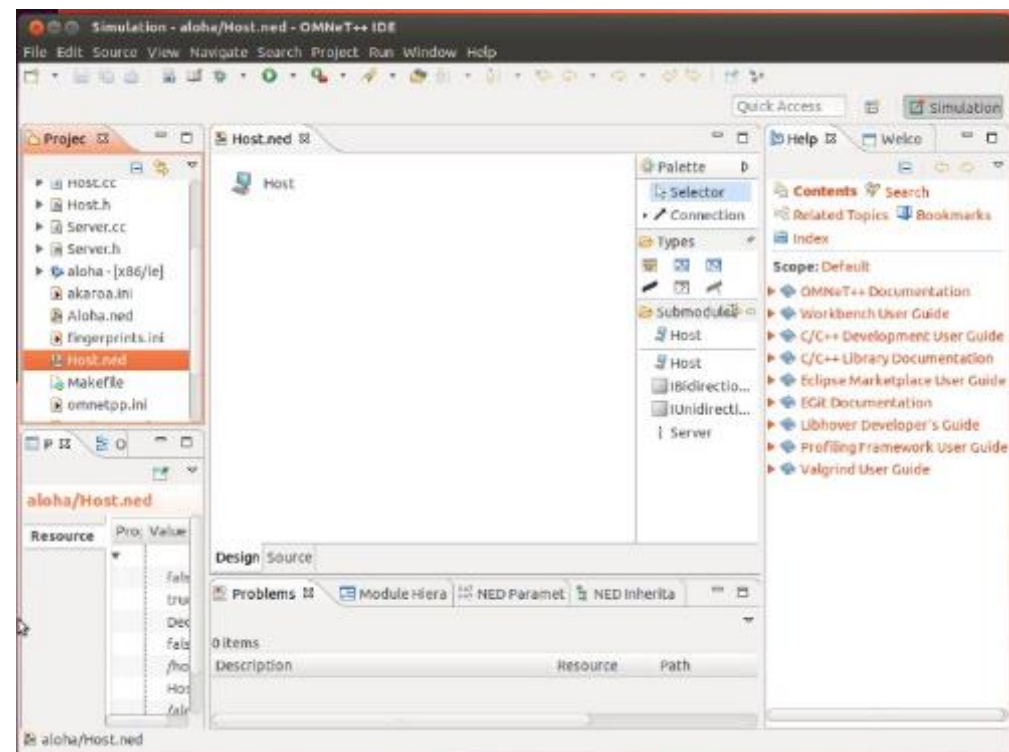 Simulation - aloha/Host.ned - OMNeT++ IDE
File Edit Source View Navigate Search Project Run Window Help
Quick Access
Simulation
Projec
Host.cc
Host.h
Server.cc
Server.h
aloha - [x86/le]
akaroa.ini
Aloha.ned
fingerprints.ini
Host.ned
Makefile
omnetpp.ini
P
O
aloha/Host.ned
Resource
Pro Value
fals
true
Dec
fals
/ho
Hos
Host.ned
Host
Palette
Selector
Connection
Types
Submodules
Host
Host
IBidirectio...
IUnidirecti...
Server
Design Source
Problems Module Hiera NED Paramet NED Inherita
0 items
Description Resource Path
Help Welco
Contents Search
Related Topics Bookmarks
Index
Scope: Default
OMNeT++ Documentation
Workbench User Guide
C/C++ Development User Guide
C/C++ Library Documentation
Eclipse Marketplace User Guide
EGit Documentation
Libhover Developer's Guide
Profiling Framework User Guide
Valgrind User Guide
aloha/Host.ned